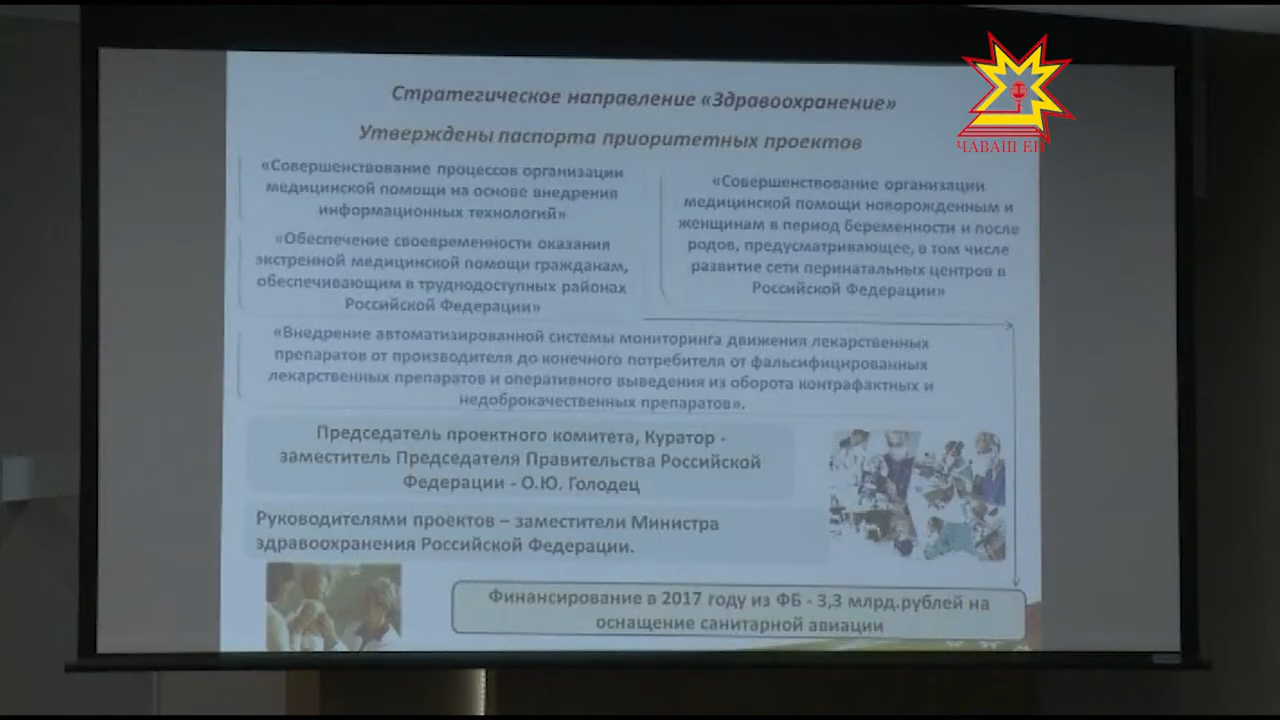 Стратегическое направление «Здравоохранение»
Утверждены паспорта приоритетных проектов
«Совершенствование процессов организации
медицинской помощи на основе внедрения
информационных технологий»
«Обеспечение своевременности оказания
экстренной медицинской помощи гражданам,
обеспечивающим в труднодоступных районах
Российской Федерации»
«Совершенствование организации
медицинской помощи новорожденным и
женщинам в период беременности и после
родов, предусматривающее, в том числе
развитие сети перинатальных центров в
Российской Федерации»
«Внедрение автоматизированной системы мониторинга движения лекарственных
препаратов от производителя до конечного потребителя от фальсифицированных
лекарственных препаратов и оперативного выведения из оборота контрафактных и
недоброкачественных препаратов».
Председатель проектного комитета, Куратор -
заместитель Председателя Правительства Российской
Федерации - О.Ю. Голодец
Руководителями проектов – заместители Министра
здравоохранения Российской Федерации.
Финансирование в 2017 году из ФБ - 3,3 млрд.рублей на
оснащение санитарной авиации
ЧАВАШ ЕН